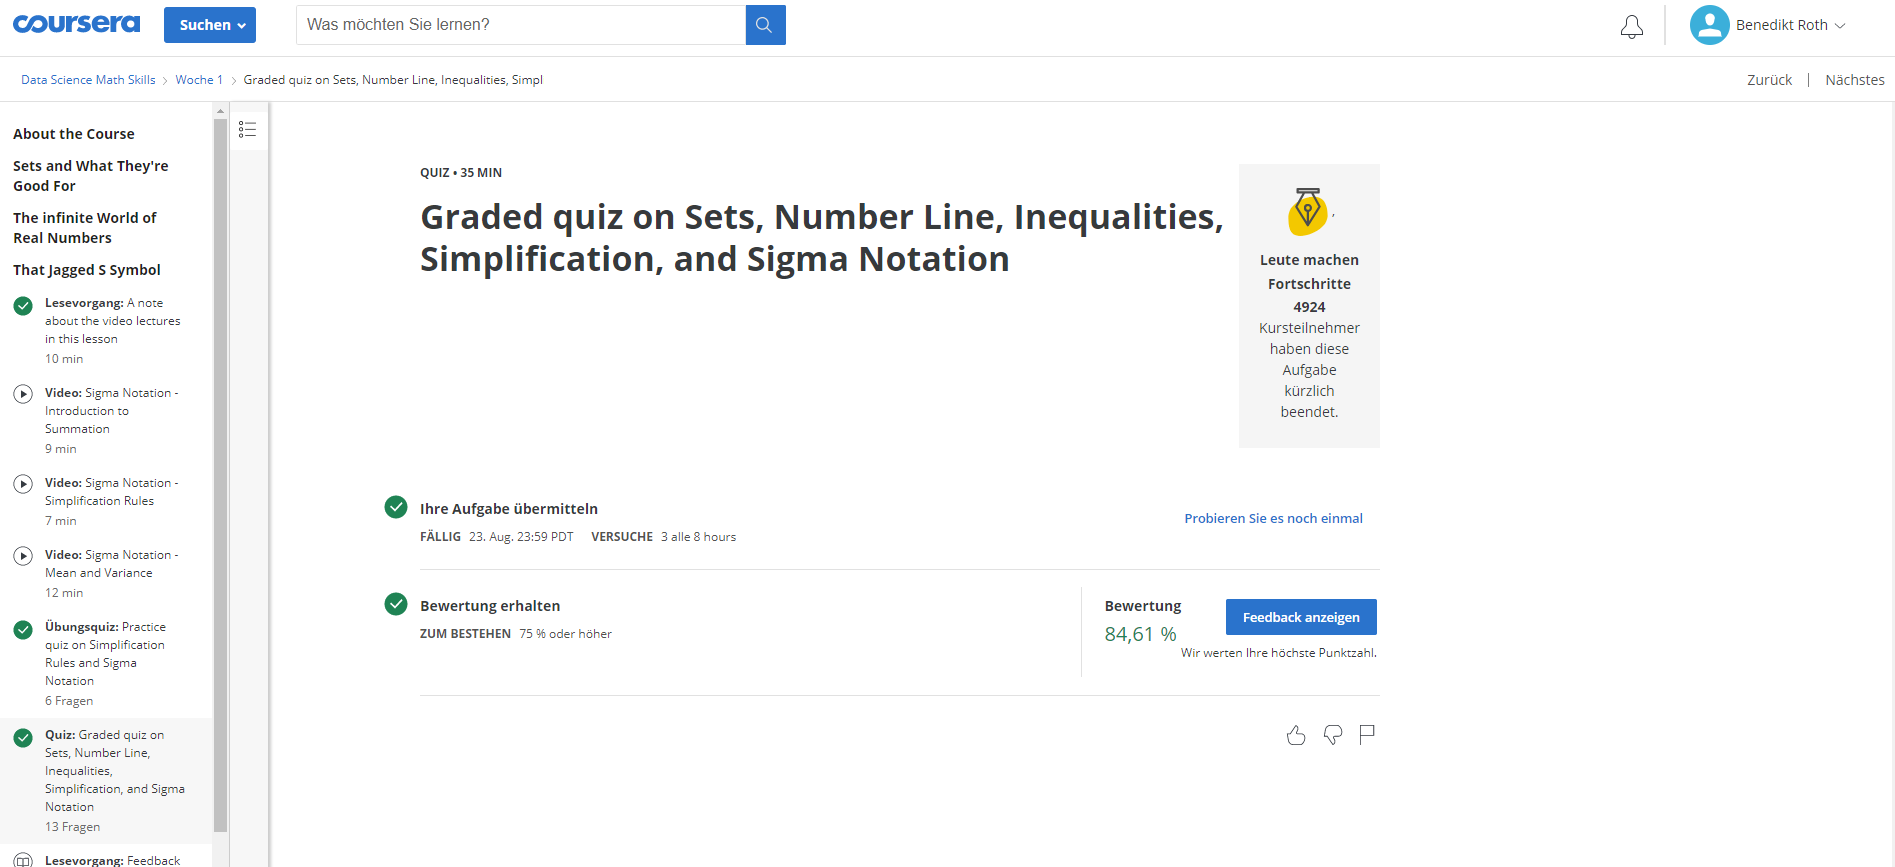 coursera
Suchen
Was möchten Sie lernen?
Benedikt Roth
Data Science Math Skills
Woche 1
Graded quiz on Sets, Number Line, Inequalities, Simpl
Zurück
Nächstes
About the Course
Sets and What They're
Good For
The infinite World of
Real Numbers
That Jagged S Symbol
Lesevorgang: A note
about the video lectures
in this lesson
10 min
Video: Sigma Notation -
Introduction to
Summation
9 min
Video: Sigma Notation -
Simplification Rules
7 min
Video: Sigma Notation -
Mean and Variance
12 min
Übungsquiz: Practice
quiz on Simplification
Rules and Sigma
Notation
6 Fragen
Quiz: Graded quiz on
Sets, Number Line,
Inequalities,
Simplification, and Sigma
Notation
13 Fragen
Lesevorgang: Feedback
QUIZ • 35 MIN
Graded quiz on Sets, Number Line, Inequalities,
Simplification, and Sigma Notation
,
Leute machen
Fortschritte
4924
Kursteilnehmer
haben diese
Aufgabe
kürzlich
beendet.
Ihre Aufgabe übermitteln
FÄLLIG 23. Aug. 23:59 PDT VERSUCHE 3 alle 8 hours
Probieren Sie es noch einmal
Bewertung erhalten
ZUM BESTEHEN 75 % oder höher
Bewertung
84,61 %
Feedback anzeigen
Wir werten Ihre höchste Punktzahl.